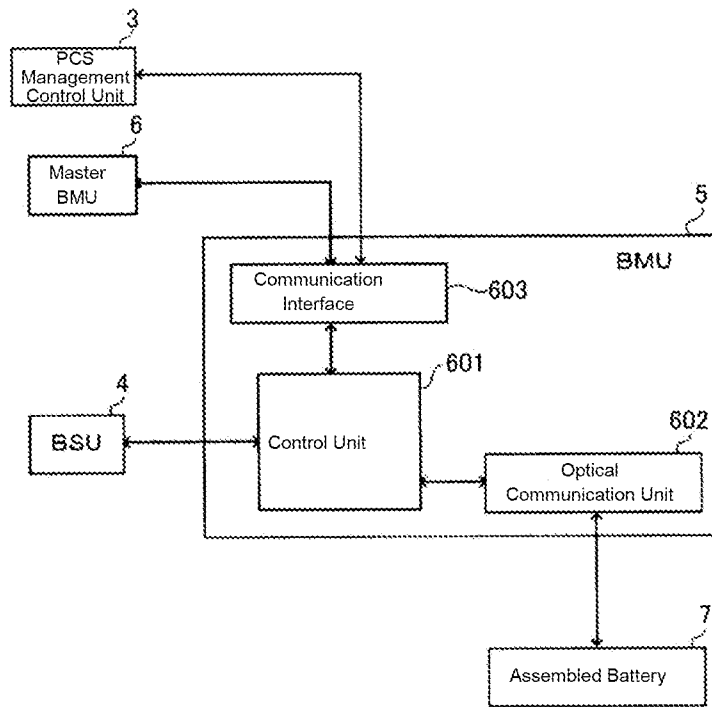 3
PCS
Management
Control Unit
6
Master
BMU
5
BMU
Communication
Interface
603
601
4
BSU
Control Unit
602
Optical
Communication Unit
7
Assembled Battery